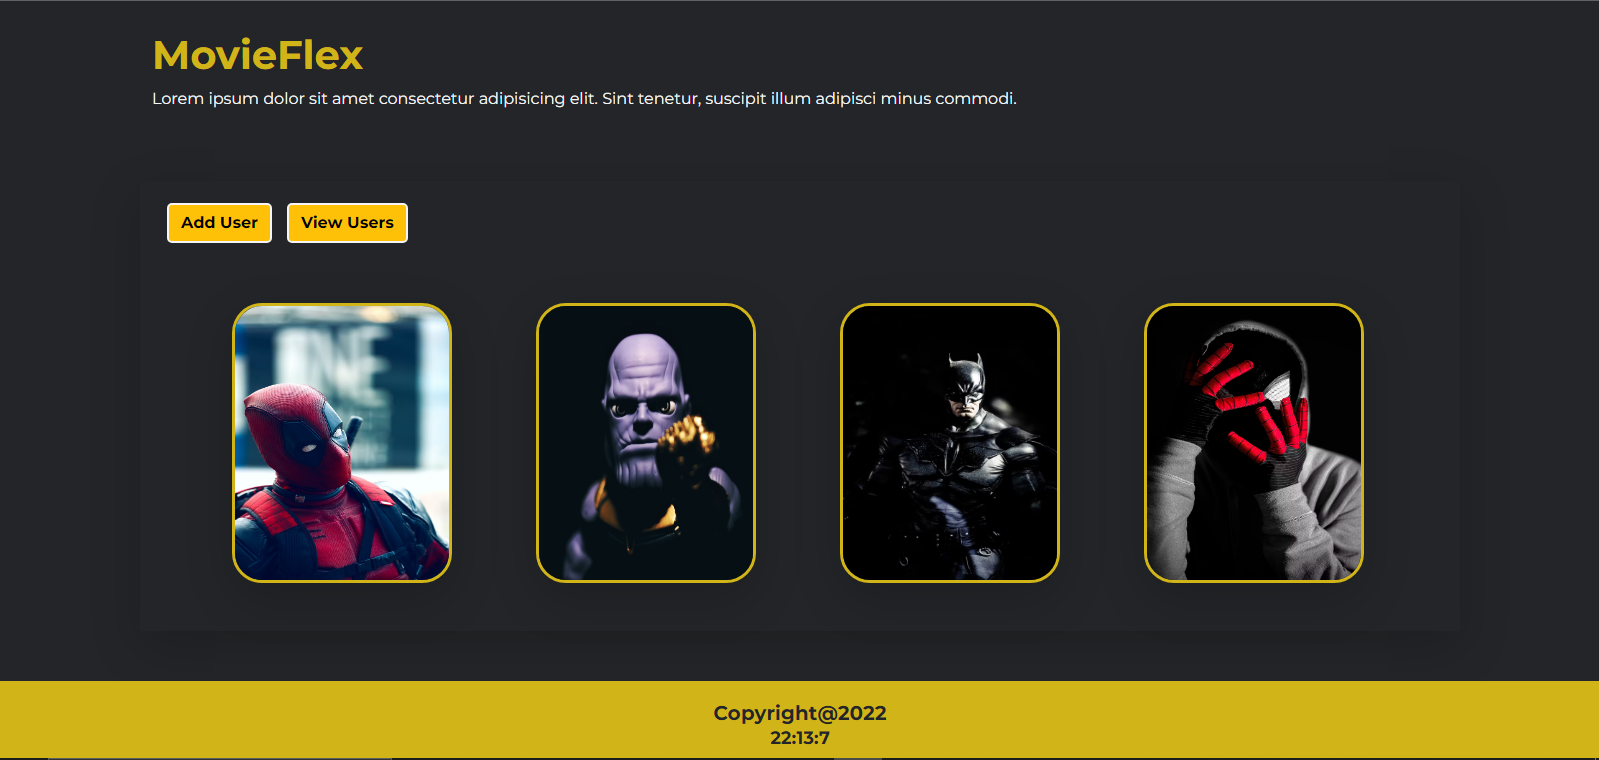 MovieFlex
Lorem ipsum dolor sit amet consectetur adipisicing elit. Sint tenetur, suscipit illum adipisci minus commodi.
Add User
View Users
Copyright@2022
22:13:7